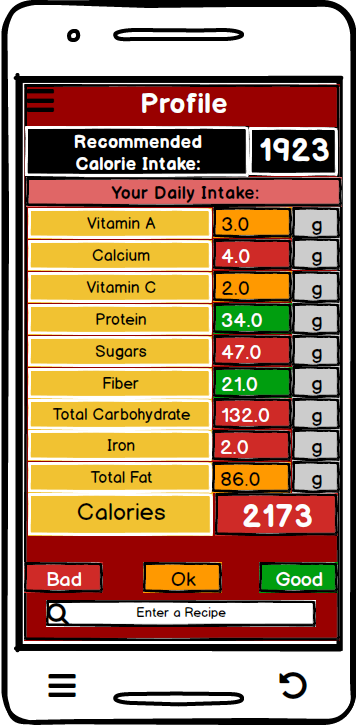 Profile
Recommended
Calorie Intake:
1923
Your Daily Intake:
Vitamin A 3.0 g
Calcium 4.0 g
Vitamin C 2.0 g
Protein 34.0 g
Sugars 47.0 g
Fiber 21.0 g
Total Carbohydrate 132.0 g
Iron 2.0 g
Total Fat 86.0 g
Calories 2173
Bad Ok Good
Enter a Recipe